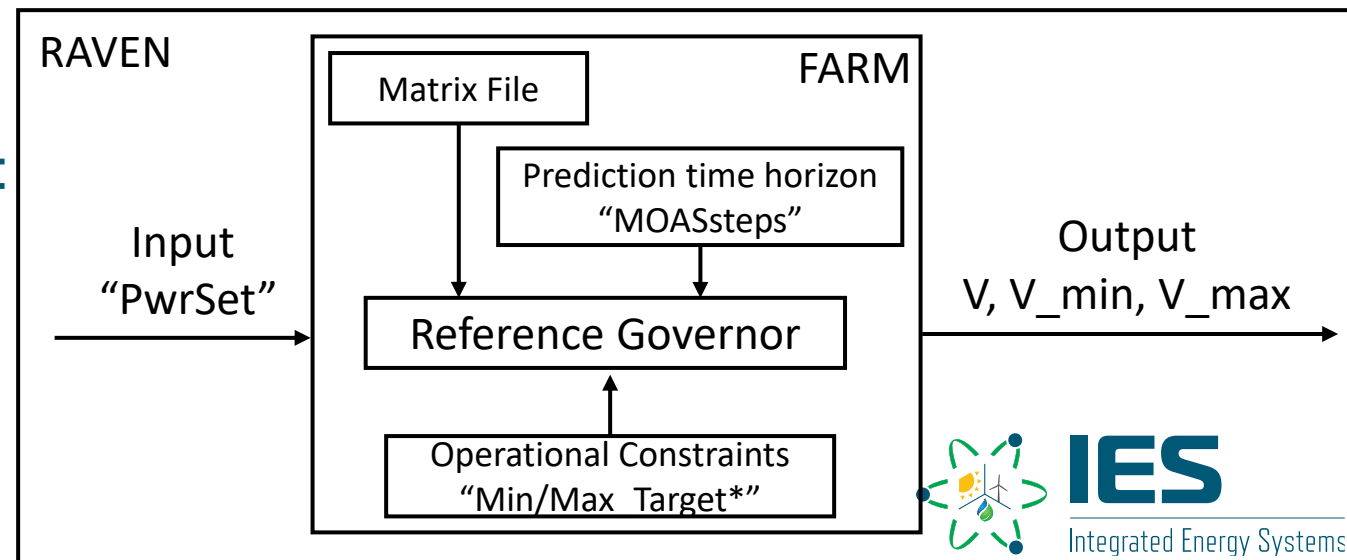 RAVEN
FARM
Matrix File
Prediction time horizon
“MOASsteps”
Input
“PwrSet”
Reference Governor
Output
V, V_min, V_max
Operational Constraints
“Min/Max_Target*”
IES
Integrated Energy Systems